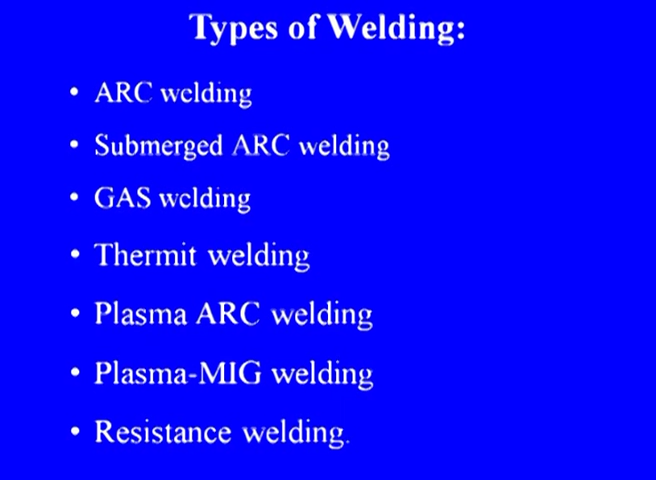 Types of Welding:
• ARC welding
• Submerged ARC welding
• GAS welding
• Thermit welding
• Plasma ARC welding
• Plasma-MIG welding
• Resistance welding.